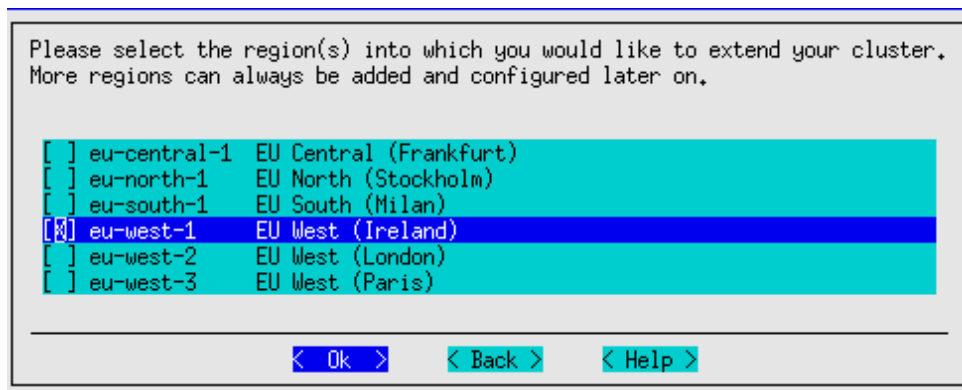 Please select the region(s) into which you would like to extend your cluster.
More regions can always be added and configured later on.
[ ] eu-central-1 EU Central (Frankfurt)
[ ] eu-north-1 EU North (Stockholm)
[ ] eu-south-1 EU South (Milan)
[X] eu-west-1 EU West (Ireland)
[ ] eu-west-2 EU West (London)
[ ] eu-west-3 EU West (Paris)
< Ok > < Back > < Help >